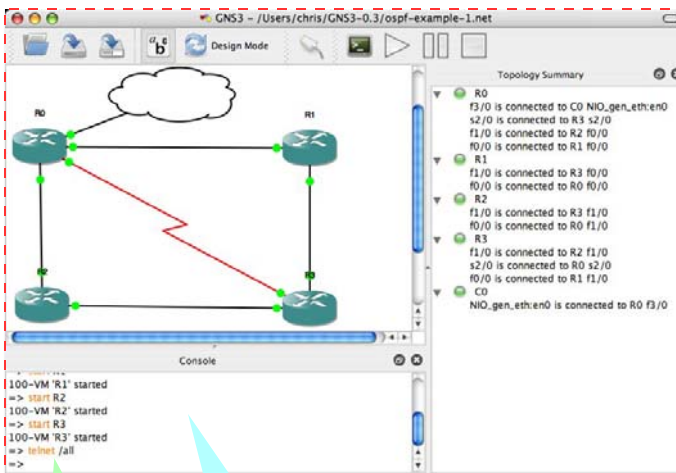 GNS3 - /Users/chris/GNS3-0.3/ospf-example-1.net
a b c
Design Mode
R0
R1
R2
R3
Topology Summary
R0
f3/0 is connected to C0 NIO_gen_eth:en0
s2/0 is connected to R3 s2/0
f1/0 is connected to R2 f0/0
f0/0 is connected to R1 f0/0
R1
f1/0 is connected to R3 f0/0
f0/0 is connected to R0 f0/0
R2
f1/0 is connected to R3 f1/0
f0/0 is connected to R0 f1/0
R3
f1/0 is connected to R2 f1/0
s2/0 is connected to R0 s2/0
f0/0 is connected to R1 f1/0
C0
NIO_gen_eth:en0 is connected to R0 f3/0
Console
=> start R1
100-VM 'R1' started
=> start R2
100-VM 'R2' started
=> start R3
100-VM 'R3' started
=> telnet /all
=>